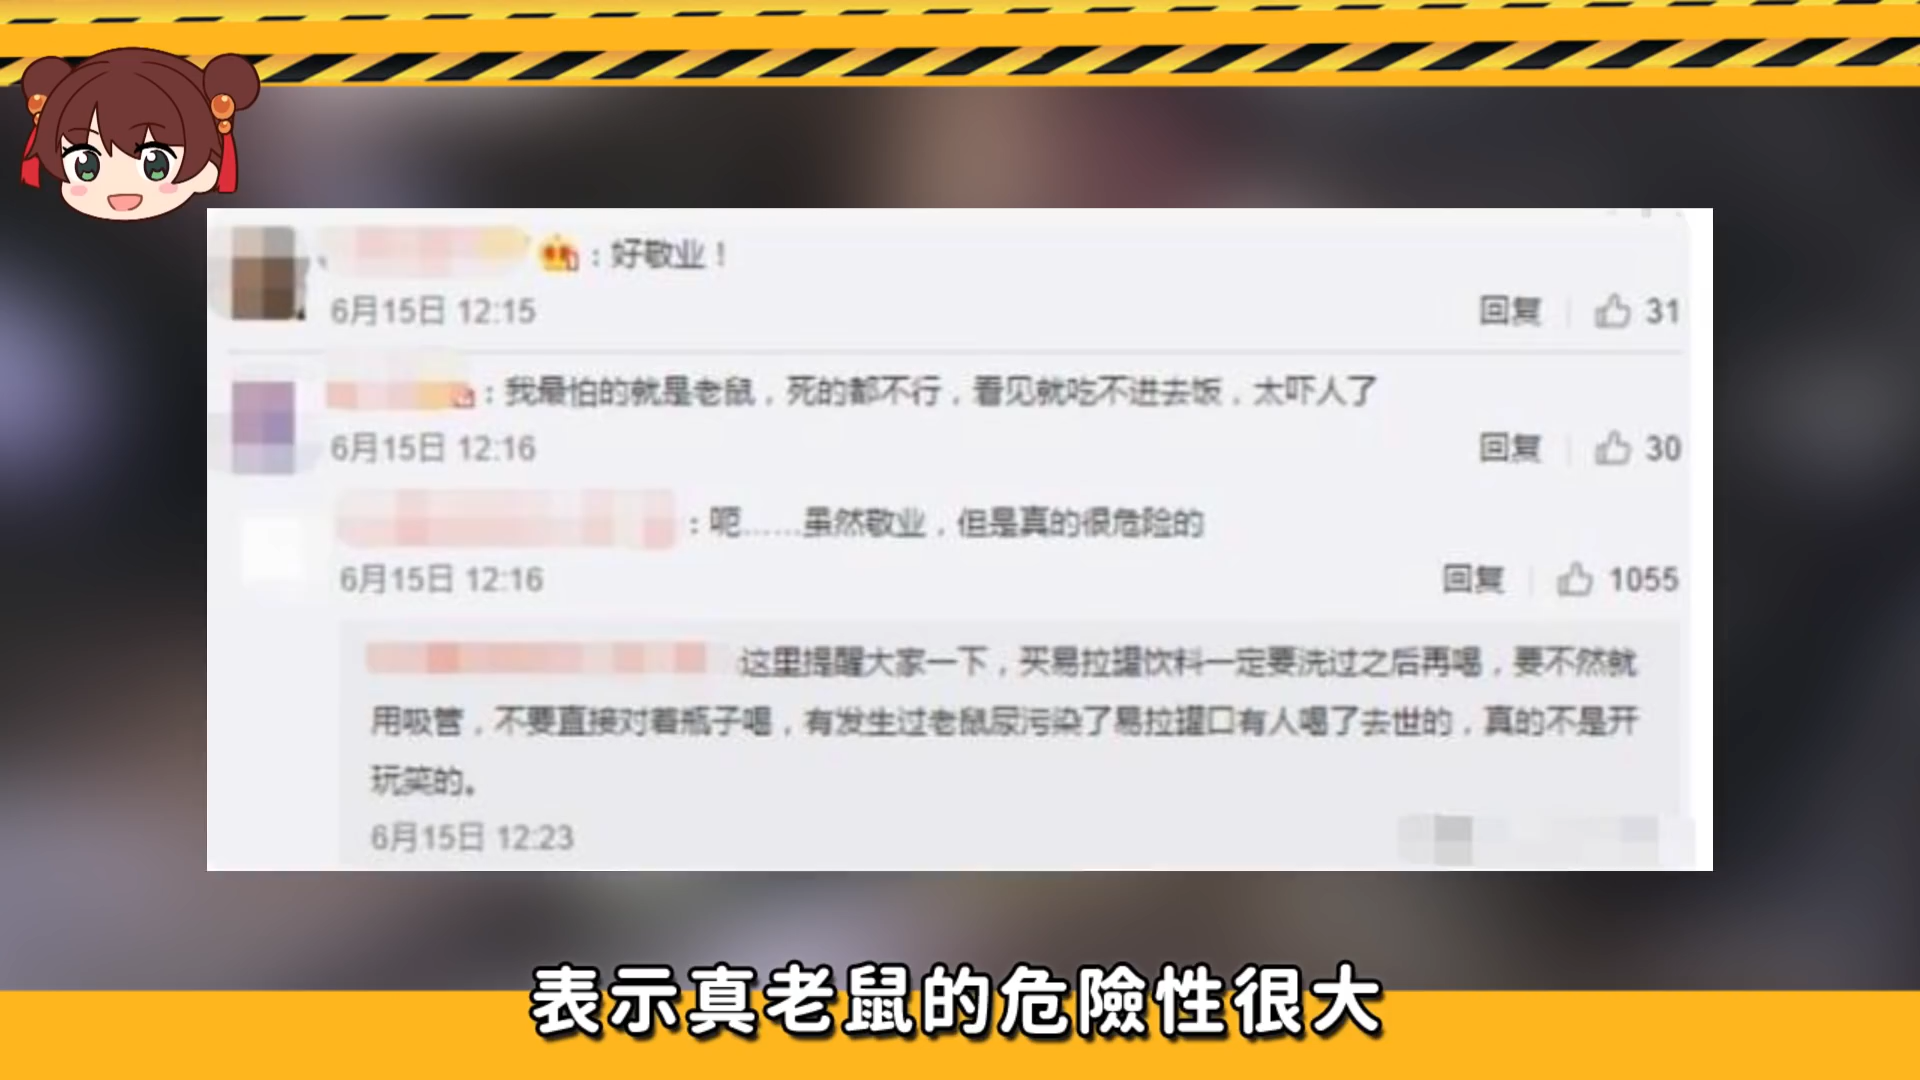 ：好敬业！
6月15日 12:15 回复 31
：我最怕的就是老鼠，死的都不行，看见就吃不进去饭，太吓人了
6月15日 12:16 回复 30
：呃……虽然敬业，但是真的很危险的
6月15日 12:16 回复 1055
这里提醒大家一下，买易拉罐饮料一定要洗过之后再喝，要不然就
用吸管，不要直接对着瓶子喝，有发生过老鼠尿污染了易拉罐口有人喝了去世的，真的不是开
玩笑的。
6月15日 12:23
表示真老鼠的危險性很大